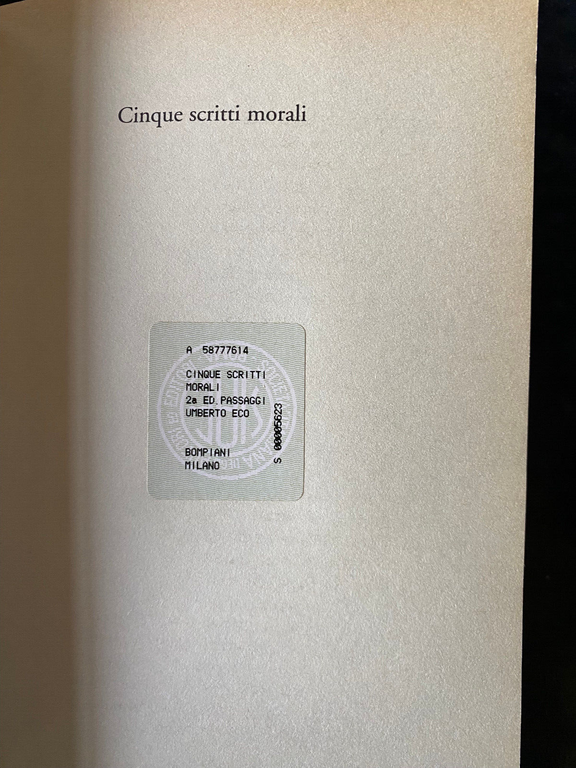 Cinque scritti morali
A 58777614
CINQUE SCRITTI
MORALI
2a ED.PASSAGGI
UMBERTO ECO
BOMPIANI
MILANO
S 00005623